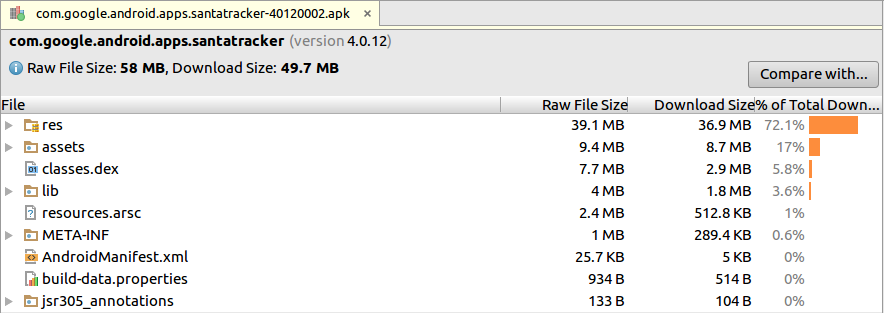 com.google.android.apps.santatracker-40120002.apk ×
com.google.android.apps.santatracker (version 4.0.12)
Raw File Size: 58 MB, Download Size: 49.7 MB
Compare with...
File Raw File Size Download Size % of Total Down...
res 39.1 MB 36.9 MB 72.1%
assets 9.4 MB 8.7 MB 17%
classes.dex 7.7 MB 2.9 MB 5.8%
lib 4 MB 1.8 MB 3.6%
resources.arsc 2.4 MB 512.8 KB 1%
META-INF 1 MB 289.4 KB 0.6%
AndroidManifest.xml 25.7 KB 5 KB 0%
build-data.properties 934 B 514 B 0%
jsr305_annotations 133 B 104 B 0%